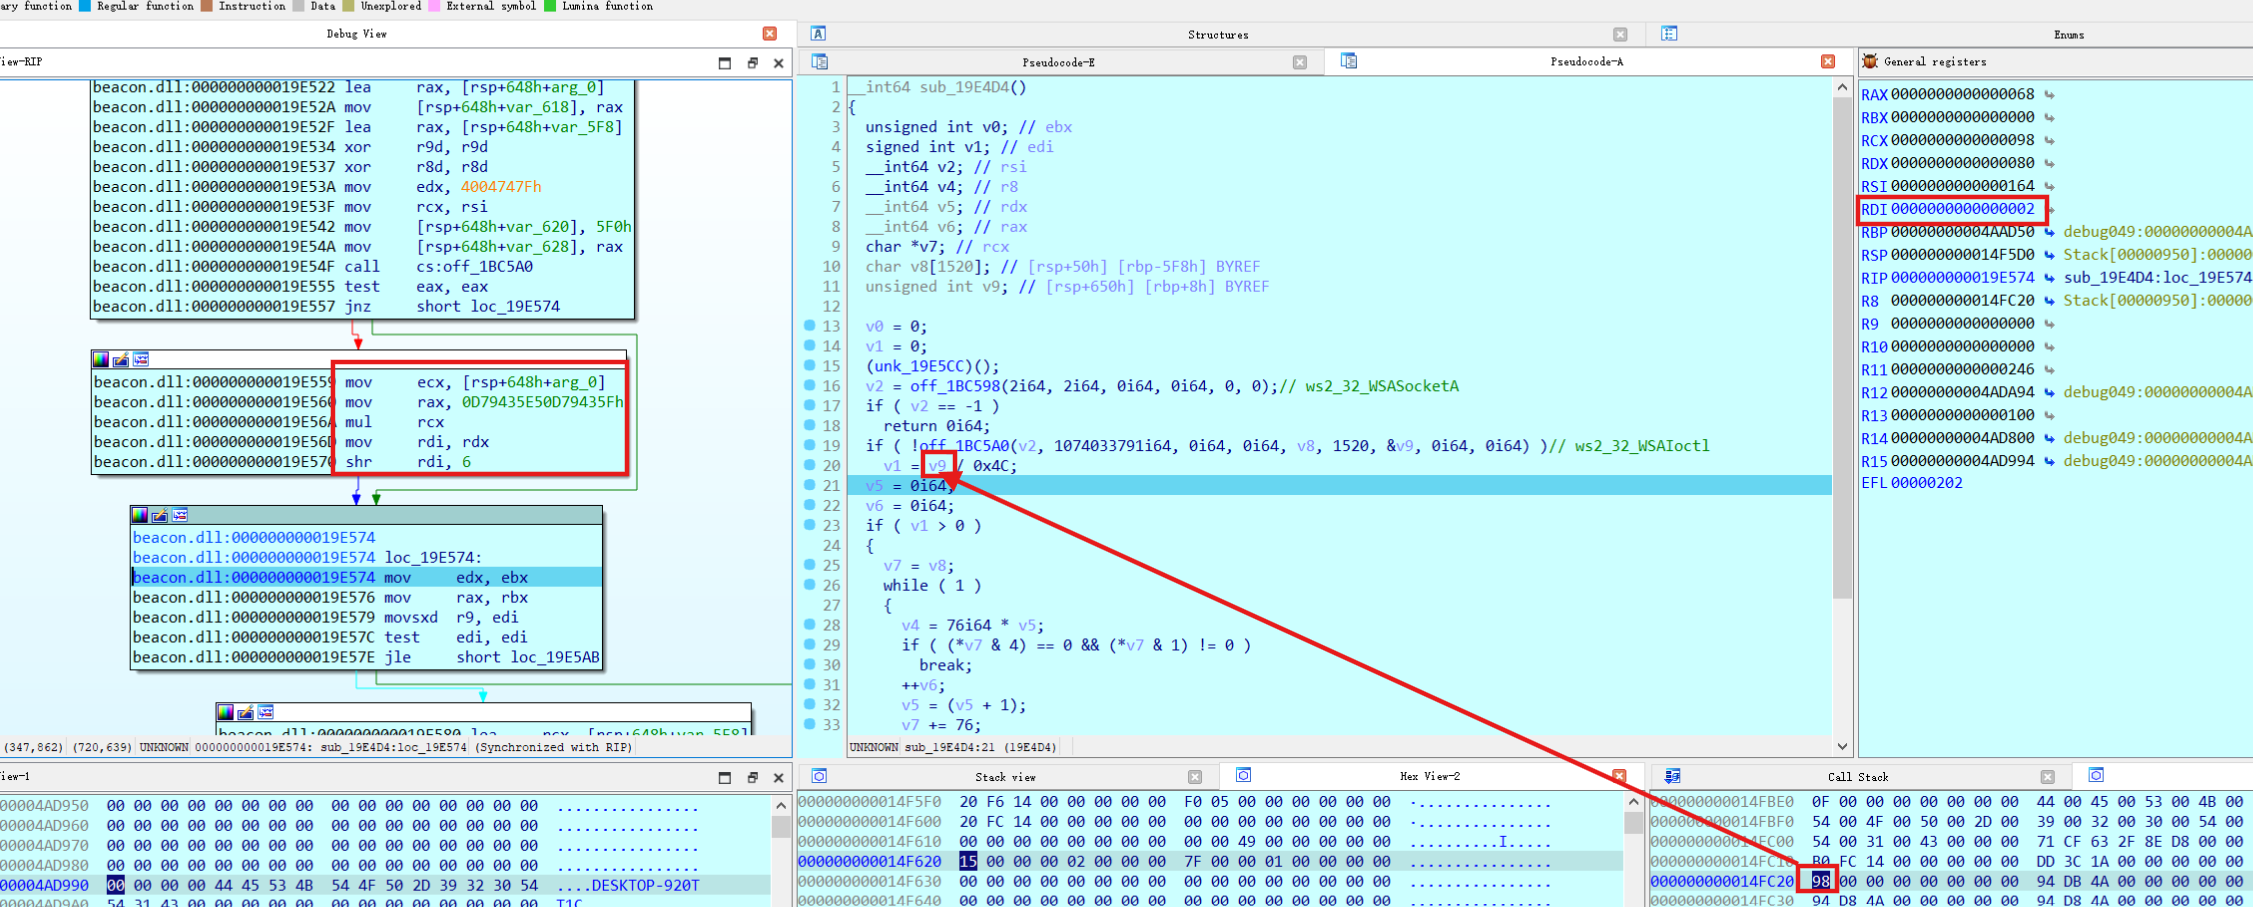 ary function Regular function Instruction Data Unexplored External symbol Lumina function
Debug View
iew-RIP
beacon.dll:000000000019E522 lea rax, [rsp+648h+arg_0]
beacon.dll:000000000019E52A mov [rsp+648h+var_618], rax
beacon.dll:000000000019E52F lea rax, [rsp+648h+var_5F8]
beacon.dll:000000000019E534 xor r9d, r9d
beacon.dll:000000000019E537 xor r8d, r8d
beacon.dll:000000000019E53A mov edx, 4004747Fh
beacon.dll:000000000019E53F mov rcx, rsi
beacon.dll:000000000019E542 mov [rsp+648h+var_620], 5F0h
beacon.dll:000000000019E54A mov [rsp+648h+var_628], rax
beacon.dll:000000000019E54F call cs:off_1BC5A0
beacon.dll:000000000019E555 test eax, eax
beacon.dll:000000000019E557 jnz short loc_19E574
beacon.dll:000000000019E559 mov ecx, [rsp+648h+arg_0]
beacon.dll:000000000019E560 mov rax, 0D79435E50D79435Fh
beacon.dll:000000000019E56A mul rcx
beacon.dll:000000000019E56D mov rdi, rdx
beacon.dll:000000000019E570 shr rdi, 6
beacon.dll:000000000019E574
beacon.dll:000000000019E574 loc_19E574:
beacon.dll:000000000019E574 mov edx, ebx
beacon.dll:000000000019E576 mov rax, rbx
beacon.dll:000000000019E579 movsxd r9, edi
beacon.dll:000000000019E57C test edi, edi
beacon.dll:000000000019E57E jle short loc_19E5AB
(347,862) (720,639) UNKNOWN 000000000019E574: sub_19E4D4:loc_19E574 (Synchronized with RIP)
Structures
Enums
Pseudocode-E
Pseudocode-A
1 __int64 sub_19E4D4()
2 {
3 unsigned int v0; // ebx
4 signed int v1; // edi
5 __int64 v2; // rsi
6 __int64 v4; // r8
7 __int64 v5; // rdx
8 __int64 v6; // rax
9 char *v7; // rcx
10 char v8[1520]; // [rsp+50h] [rbp-5F8h] BYREF
11 unsigned int v9; // [rsp+650h] [rbp+8h] BYREF
12
13 v0 = 0;
14 v1 = 0;
15 (unk_19E5CC)();
16 v2 = off_1BC598(2i64, 2i64, 0i64, 0i64, 0, 0);// ws2_32_WSASocketA
17 if ( v2 == -1 )
18 return 0i64;
19 if ( !off_1BC5A0(v2, 1074033791i64, 0i64, 0i64, v8, 1520, &v9, 0i64, 0i64) )// ws2_32_WSAIoctl
20 v1 = v9 / 0x4C;
21 v5 = 0i64;
22 v6 = 0i64;
23 if ( v1 > 0 )
24 {
25 v7 = v8;
26 while ( 1 )
27 {
28 v4 = 76i64 * v5;
29 if ( (*v7 & 4) == 0 && (*v7 & 1) != 0 )
30 break;
31 ++v6;
32 v5 = (v5 + 1);
33 v7 += 76;
UNKNOWN sub_19E4D4:21 (19E4D4)
General registers
RAX 0000000000000068
RBX 0000000000000000
RCX 0000000000000098
RDX 0000000000000080
RSI 0000000000000164
RDI 0000000000000002
RBP 00000000004AAD50 debug049:00000000004A
RSP 000000000014F5D0 Stack[00000950]:00000
RIP 000000000019E574 sub_19E4D4:loc_19E574
R8 000000000014FC20 Stack[00000950]:00000
R9 0000000000000000
R10 0000000000000000
R11 0000000000000246
R12 00000000004ADA94 debug049:00000000004A
R13 0000000000000100
R14 00000000004AD800 debug049:00000000004A
R15 00000000004AD994 debug049:00000000004A
EFL 00000202
iew-1
00004AD950 00 00 00 00 00 00 00 00 00 00 00 00 00 00 00 00 ................
00004AD960 00 00 00 00 00 00 00 00 00 00 00 00 00 00 00 00 ................
00004AD970 00 00 00 00 00 00 00 00 00 00 00 00 00 00 00 00 ................
00004AD980 00 00 00 00 00 00 00 00 00 00 00 00 00 00 00 00 ................
00004AD990 00 00 00 00 44 45 53 4B 54 4F 50 2D 39 32 30 54 ....DESKTOP-920T
00004AD9A0 54 31 43 00 00 00 00 00 00 00 00 00 00 00 00 00 T1C
Stack view
Hex View-2
000000000014F5F0 20 F6 14 00 00 00 00 00 F0 05 00 00 00 00 00 00 ................
000000000014F600 20 FC 14 00 00 00 00 00 00 00 00 00 00 00 00 00 ................
000000000014F610 00 00 00 00 00 00 00 00 00 00 49 00 00 00 00 00 ..........I.....
000000000014F620 15 00 00 00 02 00 00 00 7F 00 00 01 00 00 00 00 ................
000000000014F630 00 00 00 00 00 00 00 00 00 00 00 00 00 00 00 00 ................
000000000014F640 00 00 00 00 00 00 00 00 00 00 00 00 00 00 00 00 ................
Call Stack
000000000014FBE0 0F 00 00 00 00 00 00 00 44 00 45 00 53 00 4B 00
000000000014FBF0 54 00 4F 00 50 00 2D 00 39 00 32 00 30 00 54 00
000000000014FC00 54 00 31 00 43 00 00 00 71 CF 63 2F 8E D8 00 00
000000000014FC10 B0 FC 14 00 00 00 00 00 DD 3C 1A 00 00 00 00 00
000000000014FC20 98 00 00 00 00 00 00 00 94 DB 4A 00 00 00 00 00
000000000014FC30 94 D8 4A 00 00 00 00 00 94 D8 4A 00 00 00 00 00